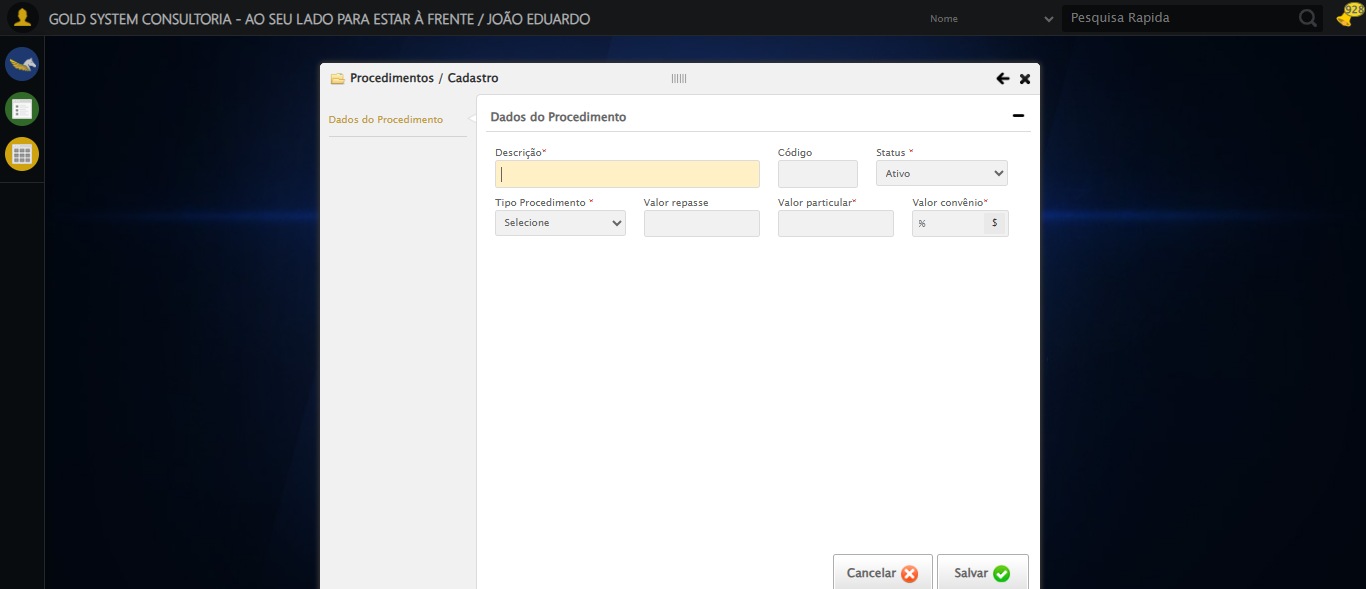 GOLD SYSTEM CONSULTORIA - AO SEU LADO PARA ESTAR À FRENTE / JOÃO EDUARDO
Nome
Pesquisa Rapida
928
Procedimentos / Cadastro
Dados do Procedimento
Dados do Procedimento
Descrição* Código Status *
Ativo
Tipo Procedimento * Valor repasse Valor particular* Valor convênio*
Selecione % $
Cancelar Salvar